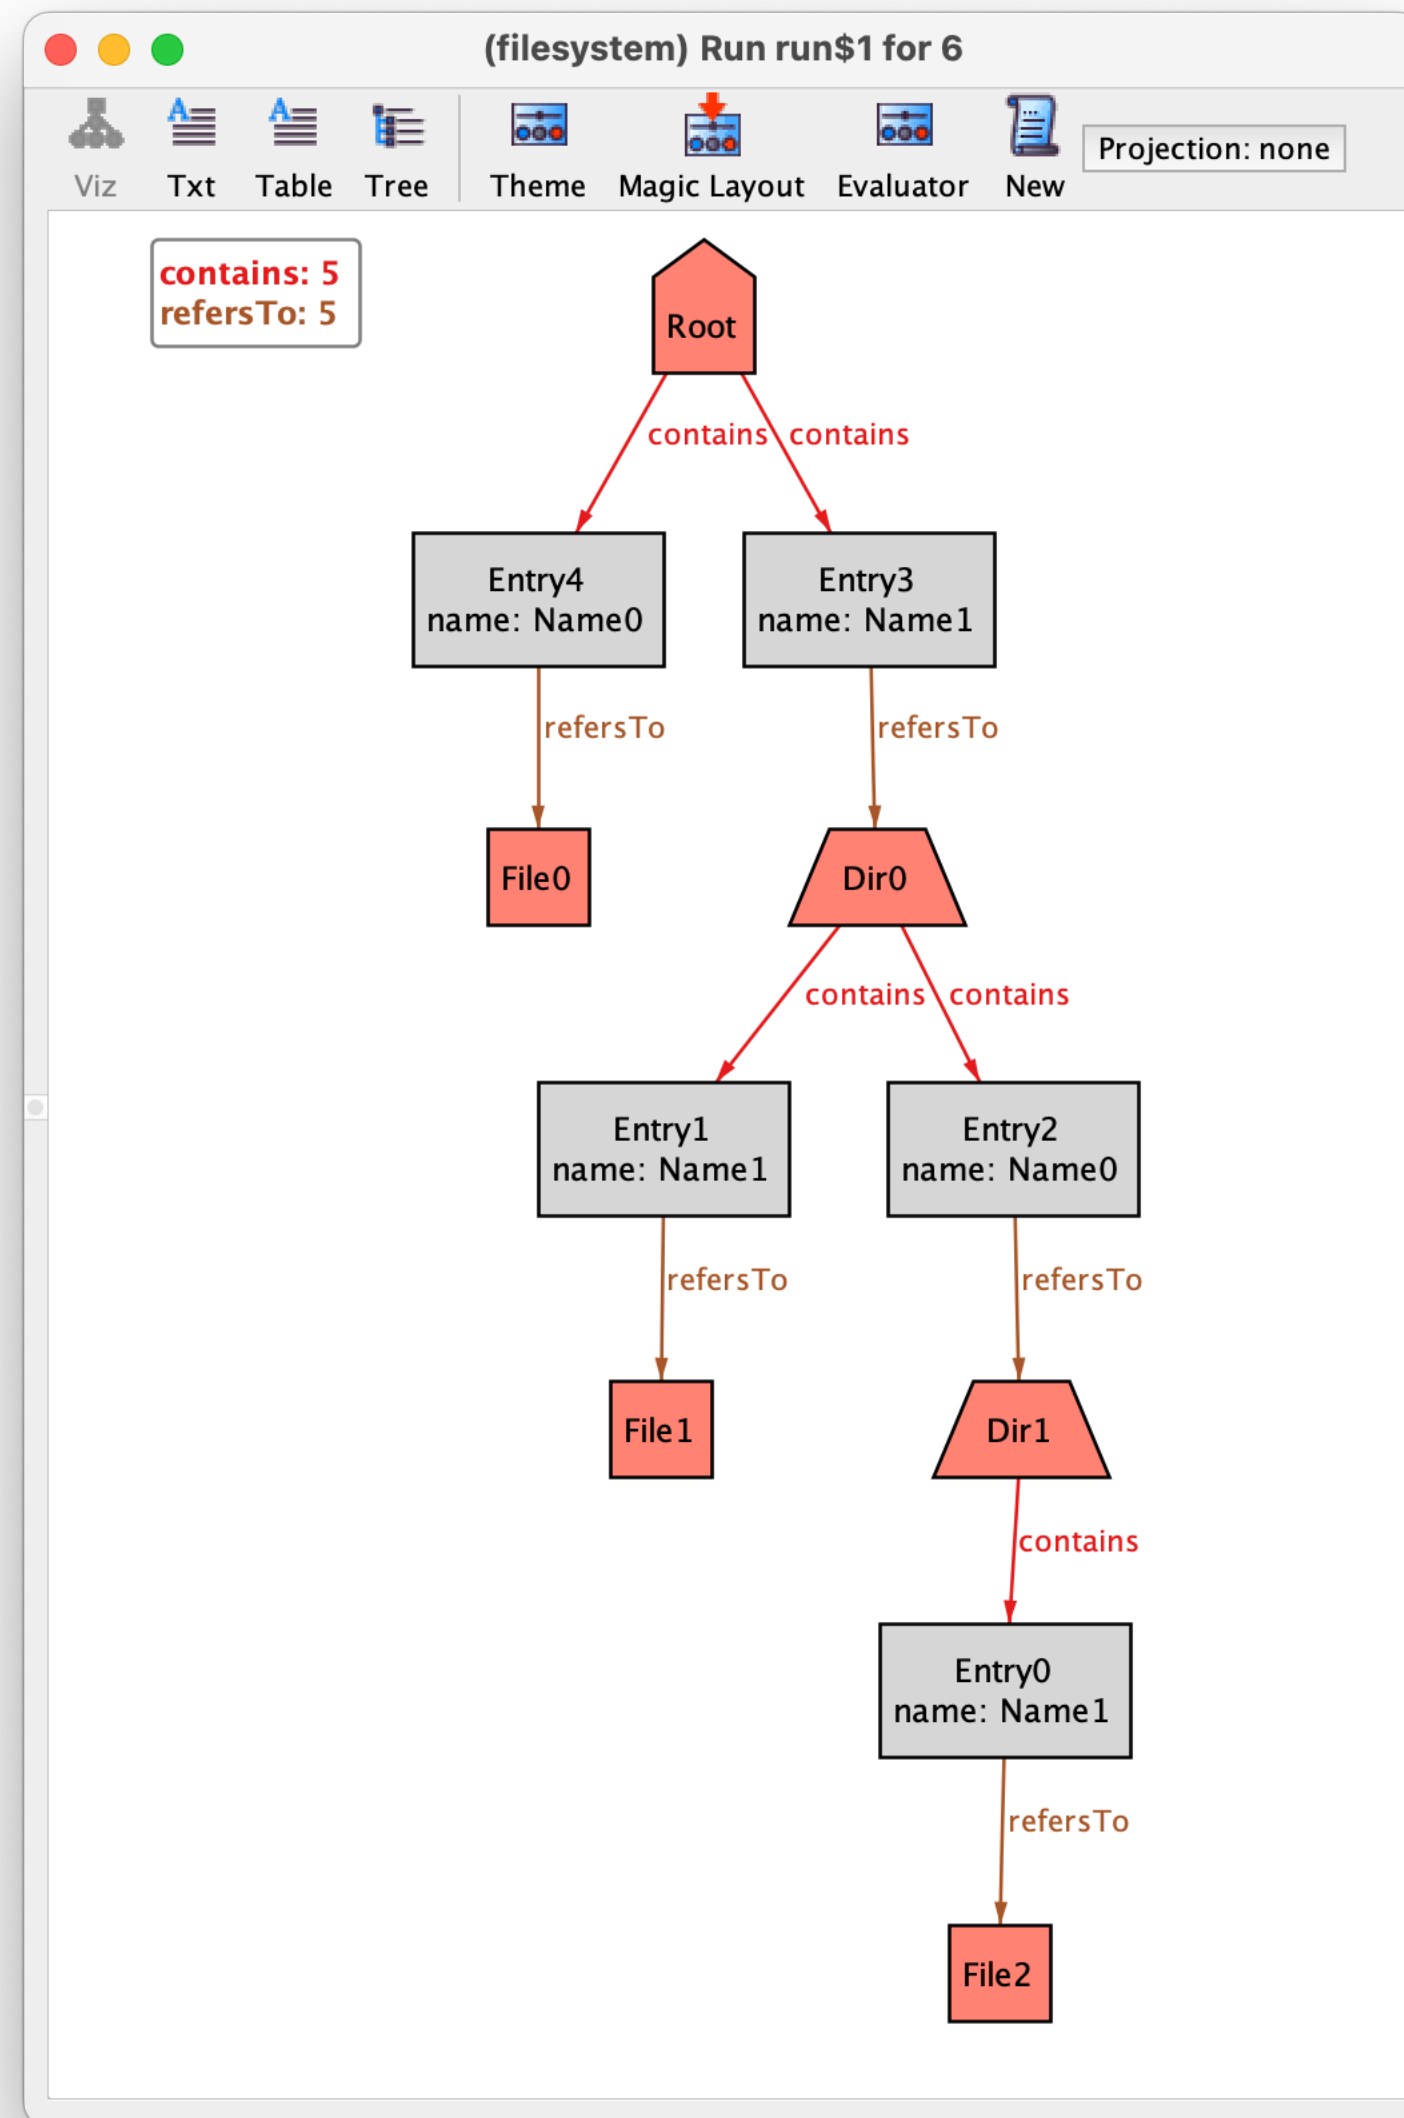 (filesystem) Run run$1 for 6
Viz Txt Table Tree Theme Magic Layout Evaluator New Projection: none
contains: 5
refersTo: 5
Root
contains contains
Entry4
name: Name0
Entry3
name: Name1
refersTo refersTo
File0 Dir0
contains contains
Entry1
name: Name1
Entry2
name: Name0
refersTo refersTo
File1 Dir1
contains
Entry0
name: Name1
refersTo
File2